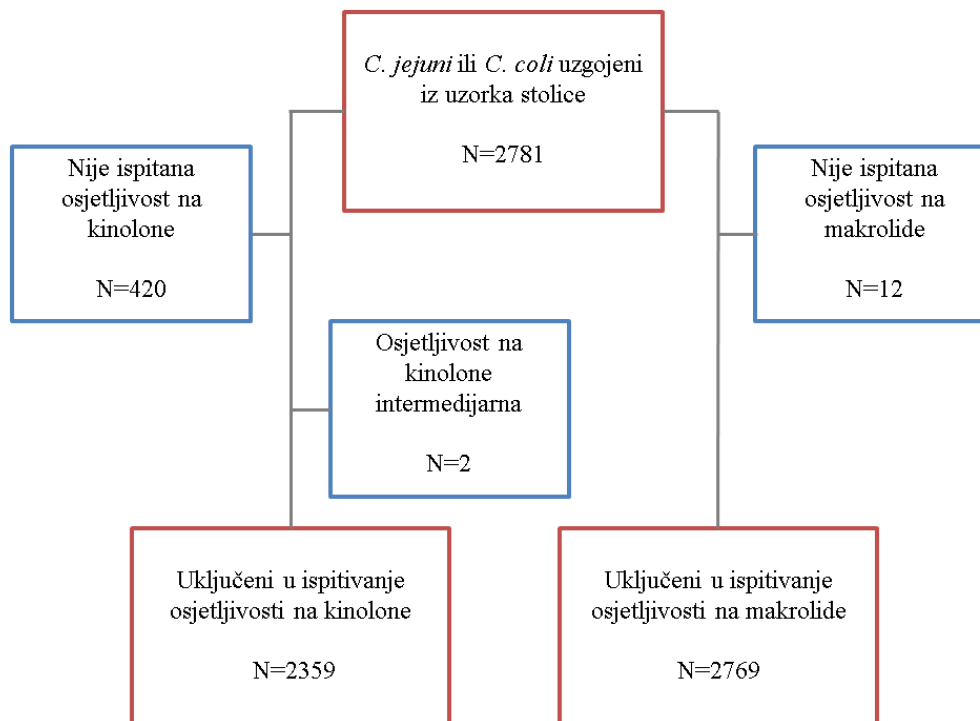 C. jejuni ili C. coli uzgojeni
iz uzorka stolice
N=2781
Nije ispitana
osjetljivost na
kinolone
N=420
Nije ispitana
osjetljivost na
makrolide
N=12
Osjetljivost na
kinolone
intermedijarna
N=2
Uključeni u ispitivanje
osjetljivosti na kinolone
N=2359
Uključeni u ispitivanje
osjetljivosti na makrolide
N=2769